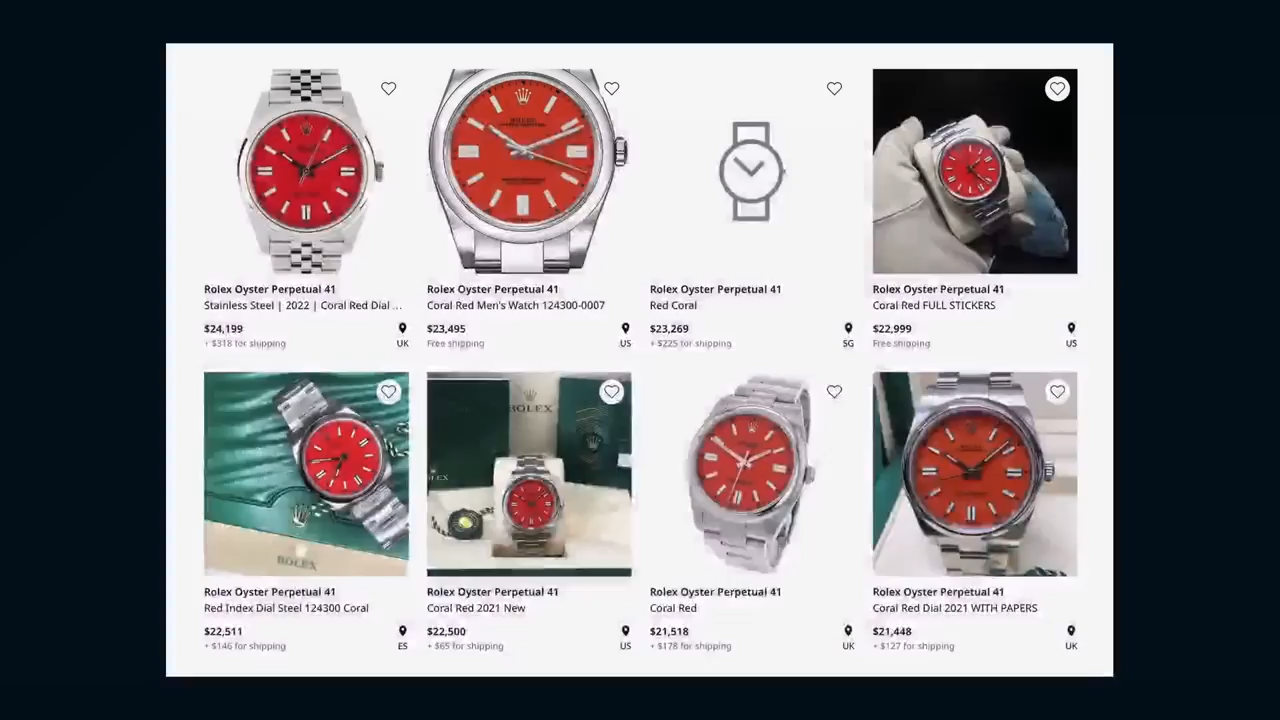 Rolex Oyster Perpetual 41
Stainless Steel | 2022 | Coral Red Dial ...
$24,199
+ $318 for shipping
UK
Rolex Oyster Perpetual 41
Coral Red Men's Watch 124300-0007
$23,495
Free shipping
US
Rolex Oyster Perpetual 41
Red Coral
$23,269
+ $225 for shipping
SG
Rolex Oyster Perpetual 41
Coral Red FULL STICKERS
$22,999
Free shipping
US
ROLEX
ROLEX
Rolex Oyster Perpetual 41
Red Index Dial Steel 124300 Coral
$22,511
+ $146 for shipping
ES
Rolex Oyster Perpetual 41
Coral Red 2021 New
$22,500
+ $65 for shipping
US
Rolex Oyster Perpetual 41
Coral Red
$21,518
+ $178 for shipping
UK
Rolex Oyster Perpetual 41
Coral Red Dial 2021 WITH PAPERS
$21,448
+ $127 for shipping
UK